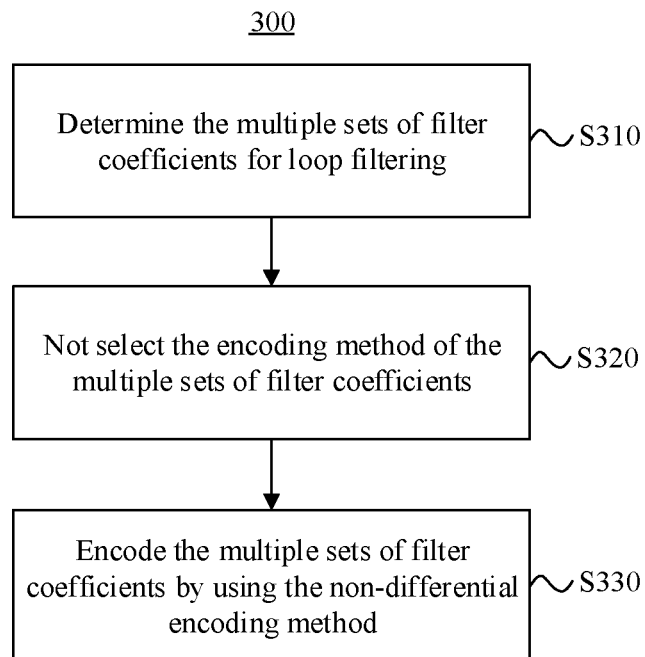 300
Determine the multiple sets of filter
coefficients for loop filtering
S310
Not select the encoding method of the
multiple sets of filter coefficients
S320
Encode the multiple sets of filter
coefficients by using the non-differential
encoding method
S330